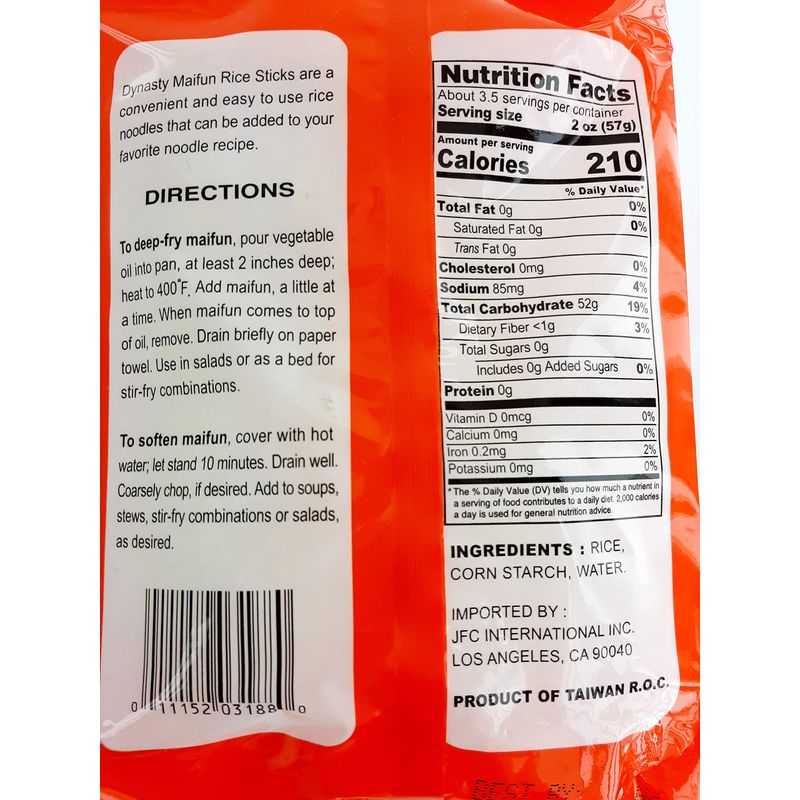 Dynasty Maifun Rice Sticks are a
convenient and easy to use rice
noodles that can be added to your
favorite noodle recipe.
DIRECTIONS
To deep-fry maifun, pour vegetable
oil into pan, at least 2 inches deep;
heat to 400°F. Add maifun, a little at
a time. When maifun comes to top
of oil, remove. Drain briefly on paper
towel. Use in salads or as a bed for
stir-fry combinations.
To soften maifun, cover with hot
water; let stand 10 minutes. Drain well.
Coarsely chop, if desired. Add to soups,
stews, stir-fry combinations or salads,
as desired.
0 11152 03188 0
Nutrition Facts
About 3.5 servings per container
Serving size 2 oz (57g)
Amount per serving
Calories 210
% Daily Value*
Total Fat 0g 0%
Saturated Fat 0g 0%
Trans Fat 0g
Cholesterol 0mg 0%
Sodium 85mg 4%
Total Carbohydrate 52g 19%
Dietary Fiber <1g 3%
Total Sugars 0g
Includes 0g Added Sugars 0%
Protein 0g
Vitamin D 0mcg 0%
Calcium 0mg 0%
Iron 0.2mg 2%
Potassium 0mg 0%
* The % Daily Value (DV) tells you how much a nutrient in
a serving of food contributes to a daily diet. 2,000 calories
a day is used for general nutrition advice.
INGREDIENTS : RICE,
CORN STARCH, WATER.
IMPORTED BY :
JFC INTERNATIONAL INC.
LOS ANGELES, CA 90040
PRODUCT OF TAIWAN R.O.C.
BEST BY